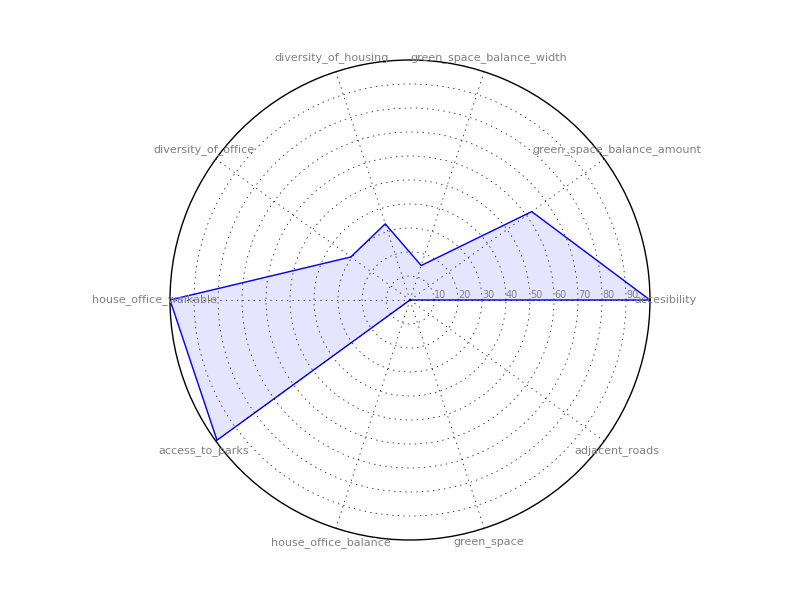 diversity_of_housing
green_space_balance_width
diversity_of_office
green_space_balance_amount
house_office_walkable
10 20 30 40 50 60 70 80 90
accesibility
access_to_parks
adjacent_roads
house_office_balance
green_space